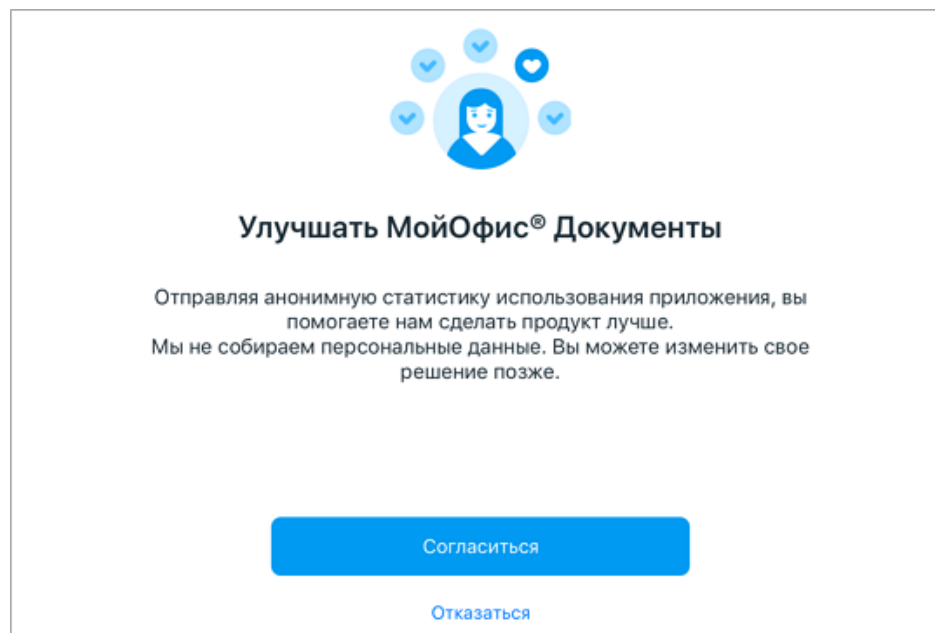 Улучшать МойОфис® Документы
Отправляя анонимную статистику использования приложения, вы
помогаете нам сделать продукт лучше.
Мы не собираем персональные данные. Вы можете изменить свое
решение позже.
Согласиться
Отказаться